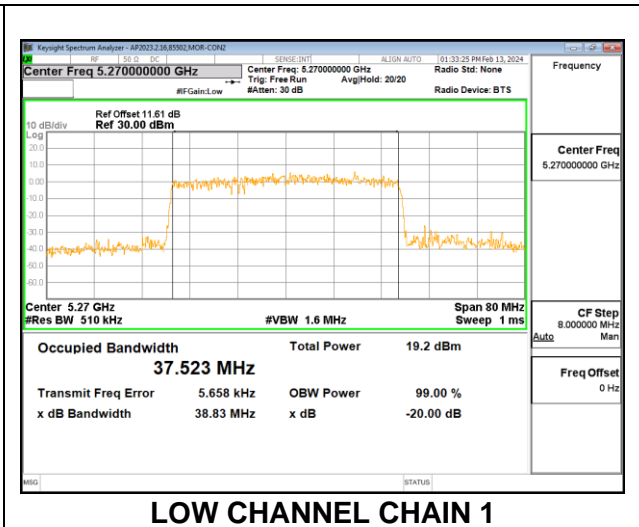 Keysight Spectrum Analyzer - AP2023.2.16,85502,MOR-CON2
RF 50 Ω DC SENSE:INT ALIGN AUTO 01:33:25 PM Feb 13, 2024
Center Freq 5.270000000 GHz Center Freq: 5.270000000 GHz Radio Std: None Frequency
Trig: Free Run Avg|Hold: 20/20
#IFGain:Low #Atten: 30 dB Radio Device: BTS
Ref Offset 11.61 dB
10 dB/div Ref 30.00 dBm
Log
20.0
10.0
0.00
-10.0
-20.0
-30.0
-40.0
-50.0
-60.0
Center Freq
5.270000000 GHz
Center 5.27 GHz Span 80 MHz
#Res BW 510 kHz #VBW 1.6 MHz Sweep 1 ms
CF Step
8.000000 MHz
Auto Man
Occupied Bandwidth Total Power 19.2 dBm
37.523 MHz
Freq Offset
0 Hz
Transmit Freq Error 5.658 kHz OBW Power 99.00 %
x dB Bandwidth 38.83 MHz x dB -20.00 dB
MSG STATUS
LOW CHANNEL CHAIN 1